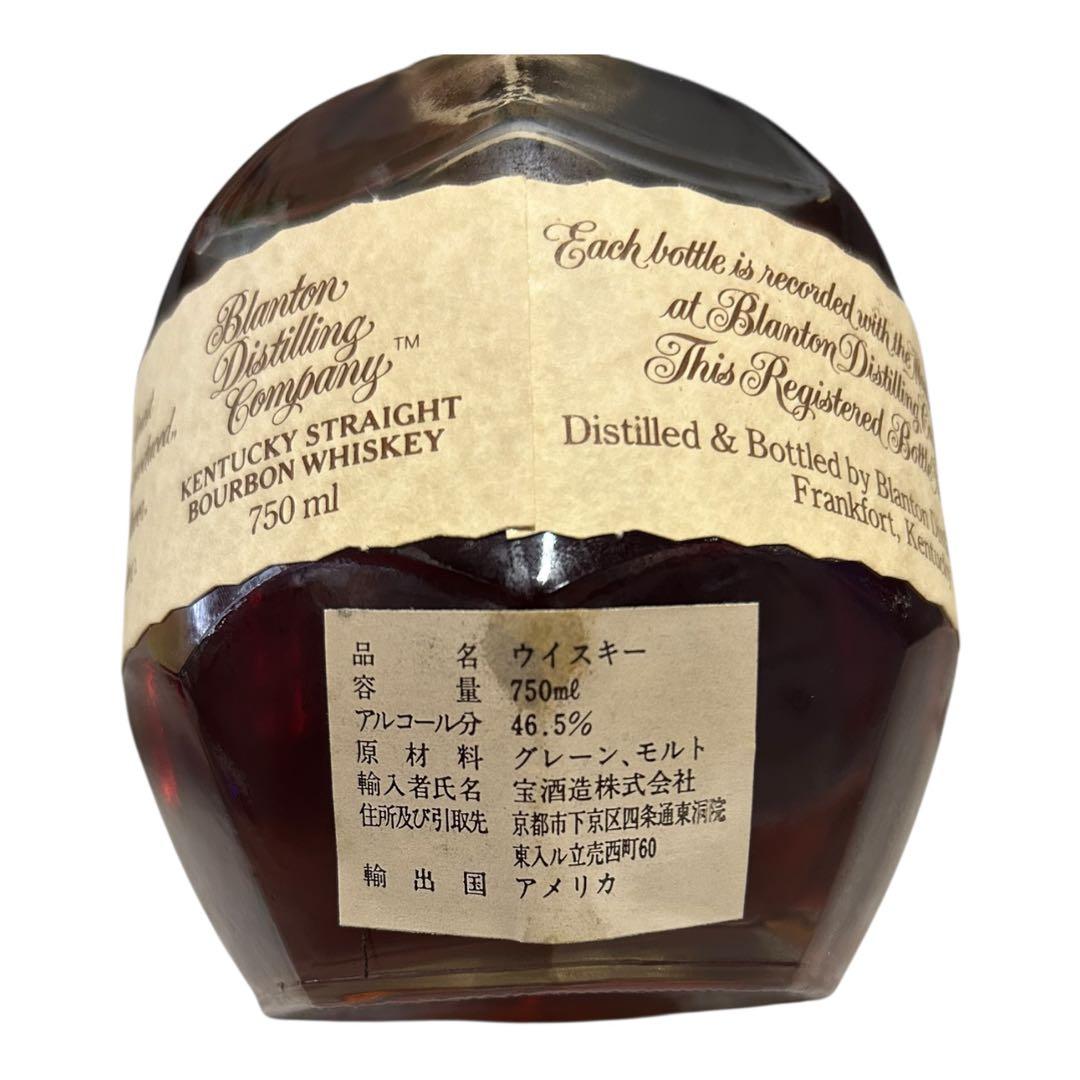 Blanton
Distilling
Company™
KENTUCKY STRAIGHT
BOURBON WHISKEY
750 ml
Each bottle is recorded with the
at Blanton Distilling
This Registered Bottle
Distilled & Bottled by Blanton
Frankfort,
品名 ウイスキー
容量 750mℓ
アルコール分 46.5%
原材料 グレーン、モルト
輸入者氏名 宝酒造株式会社
住所及び引取先 京都市下京区四条通東洞院
東入ル立売西町60
輸出国 アメリカ